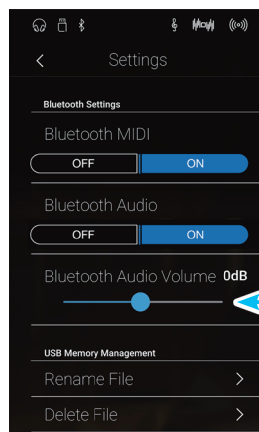 Settings
Bluetooth Settings
Bluetooth MIDI
OFF ON
Bluetooth Audio
OFF ON
Bluetooth Audio Volume 0dB
USB Memory Management
Rename File
Delete File